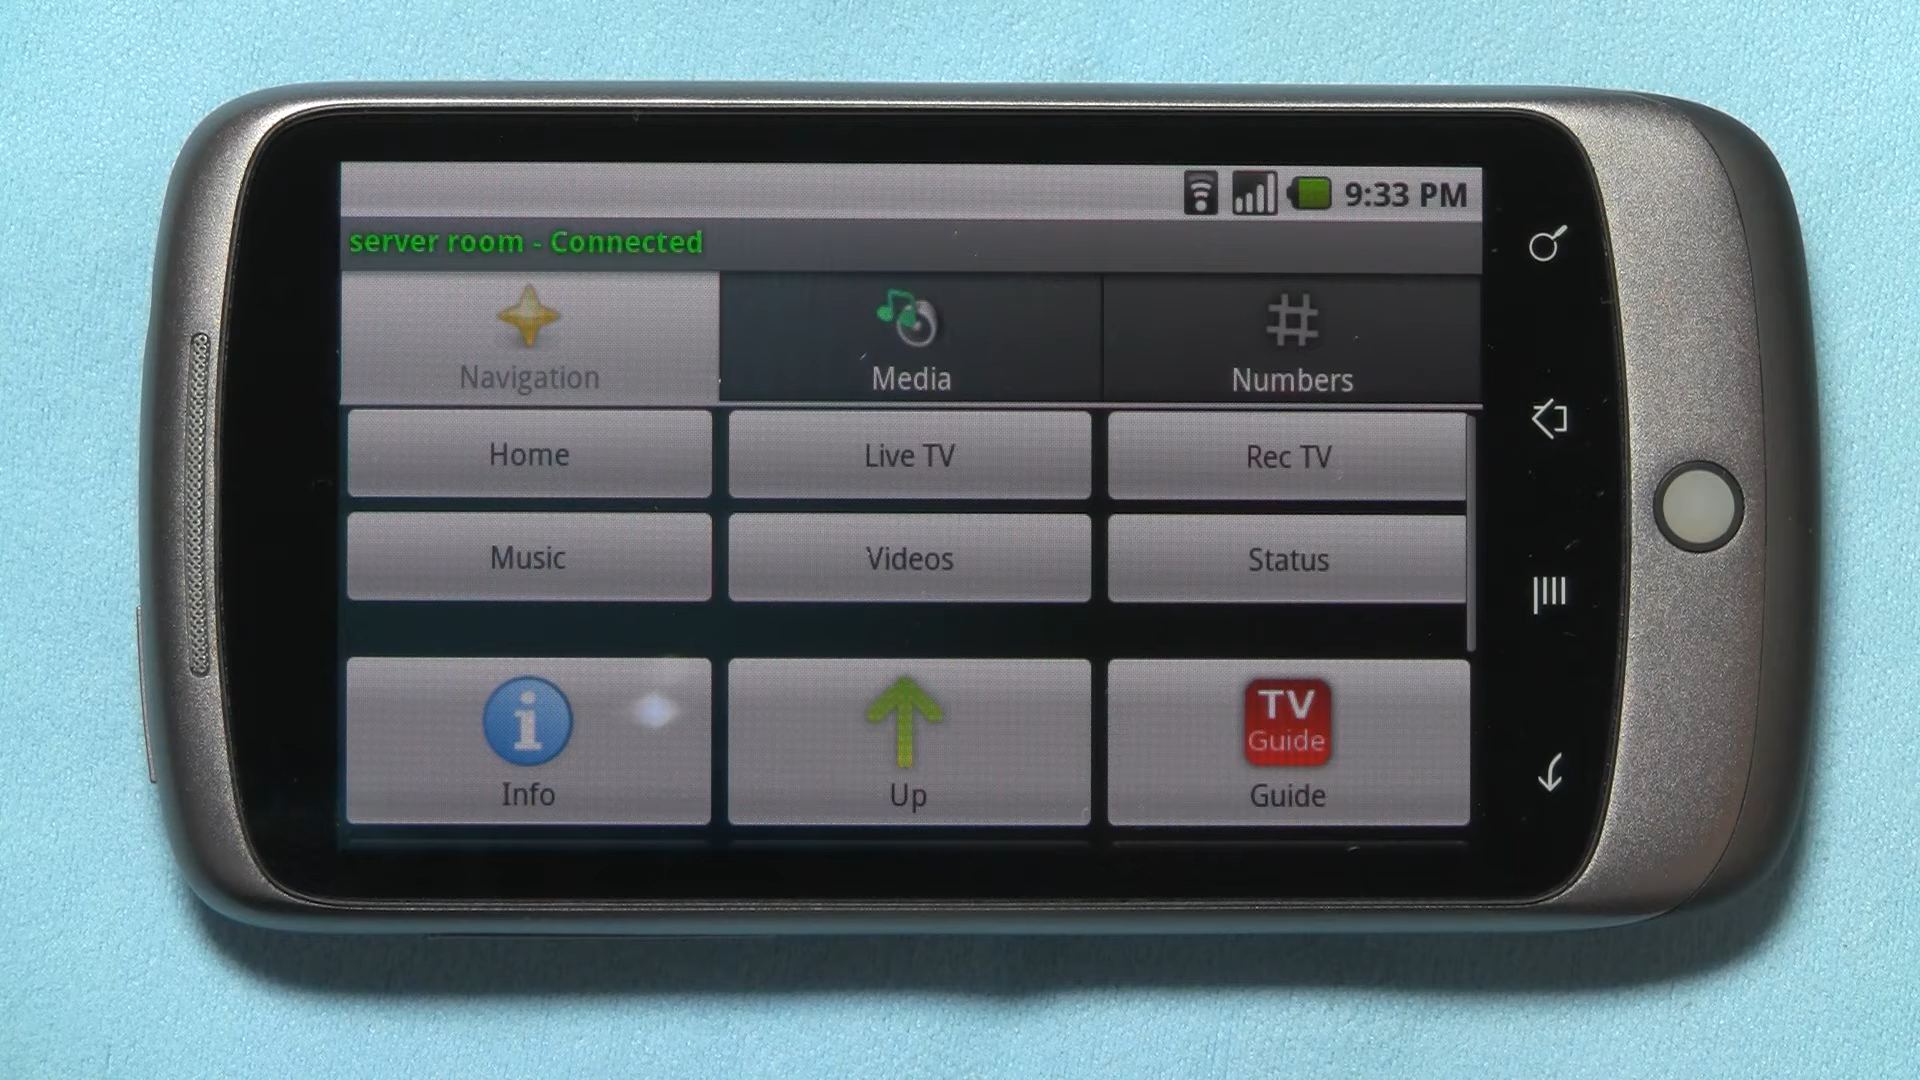 9:33 PM
server room - Connected
Navigation Media Numbers
Home Live TV Rec TV
Music Videos Status
TV
Guide
Info Up Guide